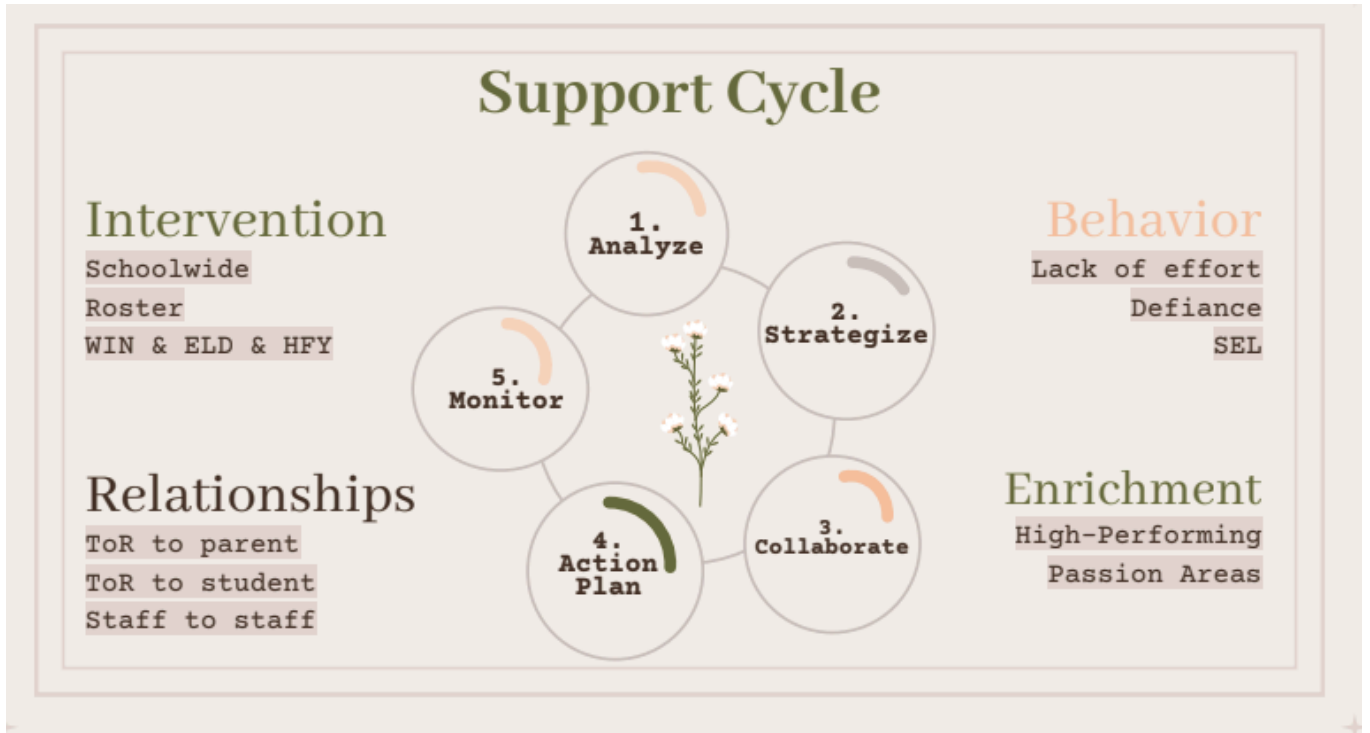 Support Cycle
Intervention
Schoolwide
Roster
WIN & ELD & HFY
Relationships
ToR to parent
ToR to student
Staff to staff
1.
Analyze
2.
Strategize
3.
Collaborate
4.
Action
Plan
5.
Monitor
Behavior
Lack of effort
Defiance
SEL
Enrichment
High-Performing
Passion Areas